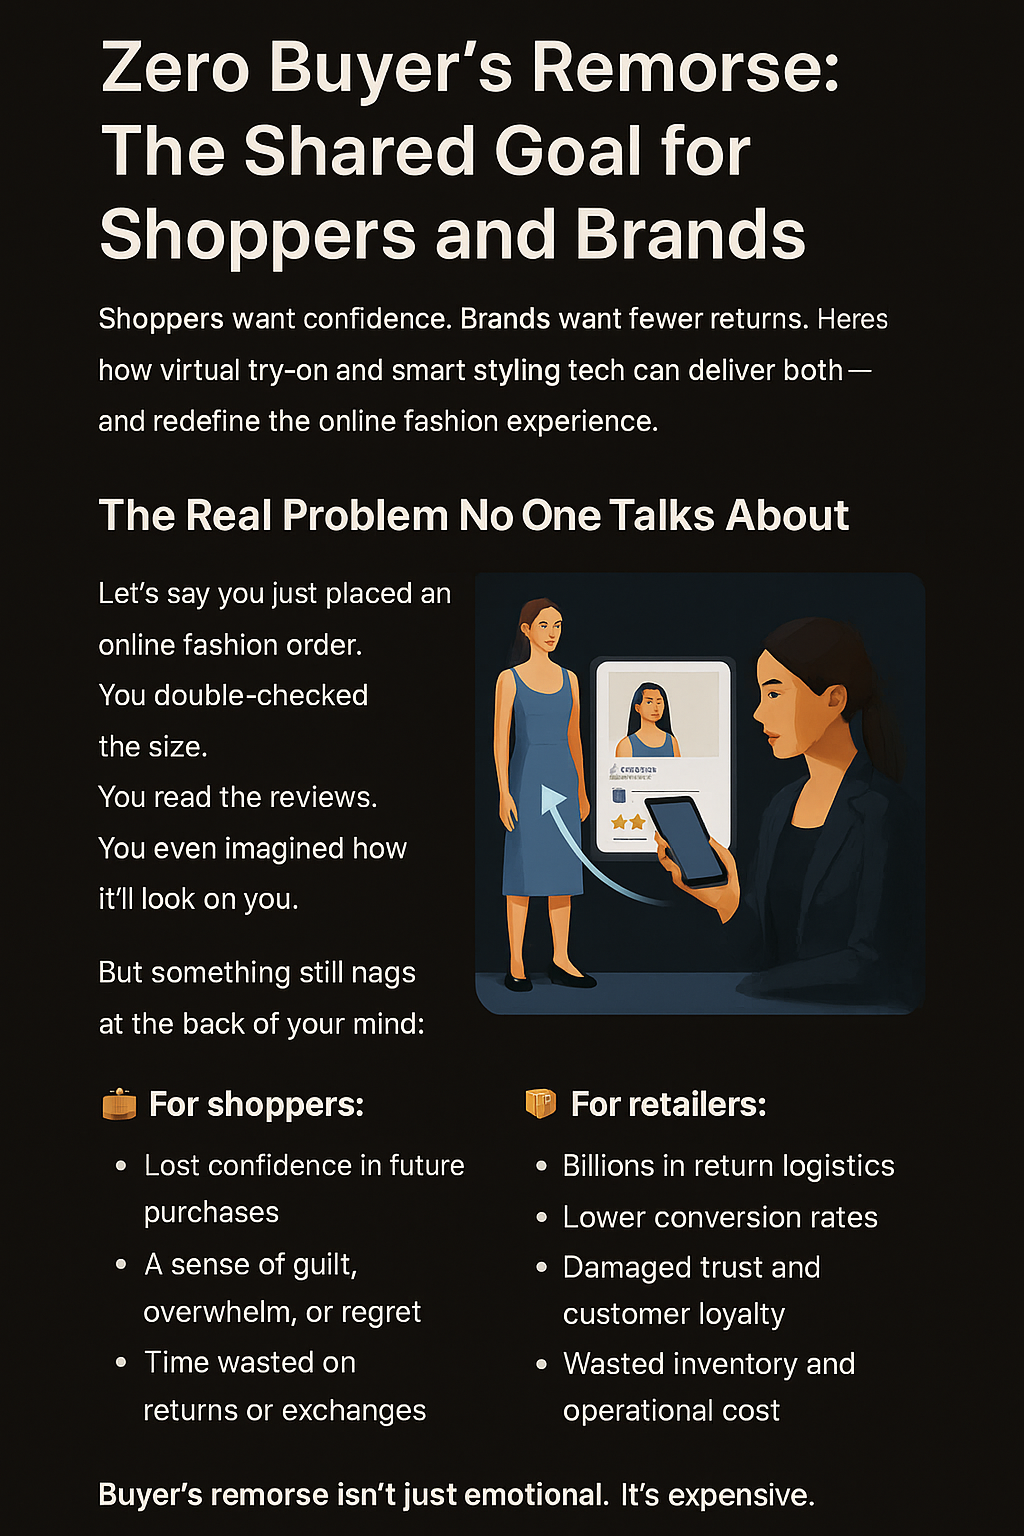 Zero Buyer’s Remorse:
The Shared Goal for
Shoppers and Brands
Shoppers want confidence. Brands want fewer returns. Heres
how virtual try-on and smart styling tech can deliver both—
and redefine the online fashion experience.
The Real Problem No One Talks About
Let’s say you just placed an
online fashion order.
You double-checked
the size.
You read the reviews.
You even imagined how
it’ll look on you.
But something still nags
at the back of your mind:
For shoppers:
• Lost confidence in future
purchases
• A sense of guilt,
overwhelm, or regret
• Time wasted on
returns or exchanges
For retailers:
• Billions in return logistics
• Lower conversion rates
• Damaged trust and
customer loyalty
• Wasted inventory and
operational cost
Buyer’s remorse isn’t just emotional. It’s expensive.